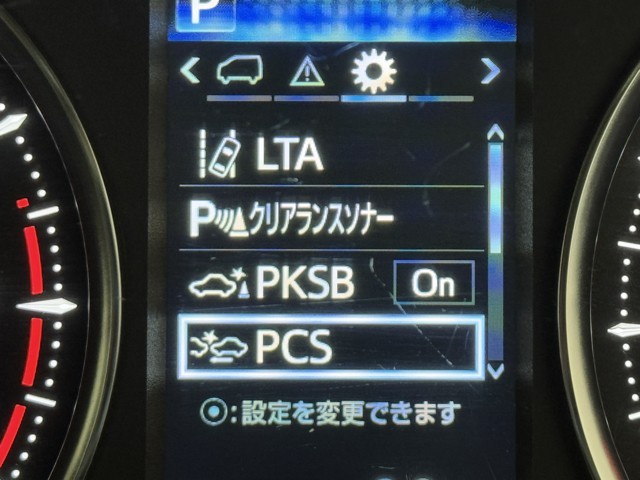 P
LTA
P クリアランスソナー
PKSB On
PCS
:設定を変更できます